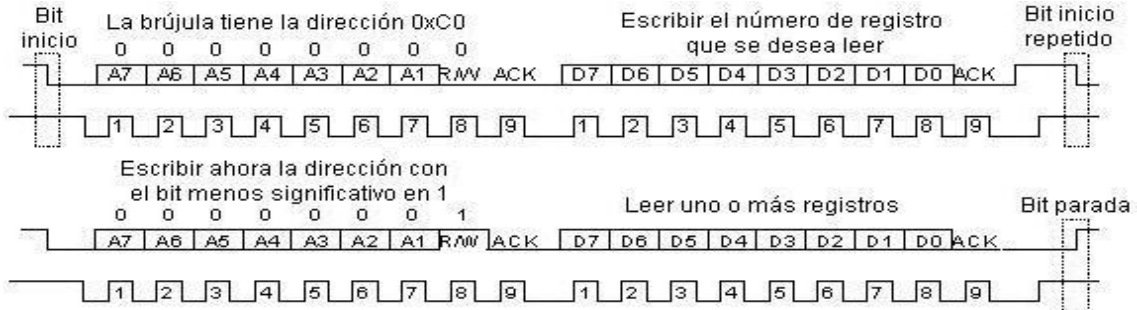 Bit inicio
La brújula tiene la dirección 0xC0
Escribir el número de registro que se desea leer
Bit inicio repetido
0 0 0 0 0 0 0 0
A7 A6 A5 A4 A3 A2 A1 R/W ACK D7 D6 D5 D4 D3 D2 D1 D0 ACK
1 2 3 4 5 6 7 8 9 1 2 3 4 5 6 7 8 9
Escribir ahora la dirección con
el bit menos significativo en 1
0 0 0 0 0 0 0 1
Leer uno o más registros
Bit parada
A7 A6 A5 A4 A3 A2 A1 R/W ACK D7 D6 D5 D4 D3 D2 D1 D0 ACK
1 2 3 4 5 6 7 8 9 1 2 3 4 5 6 7 8 9